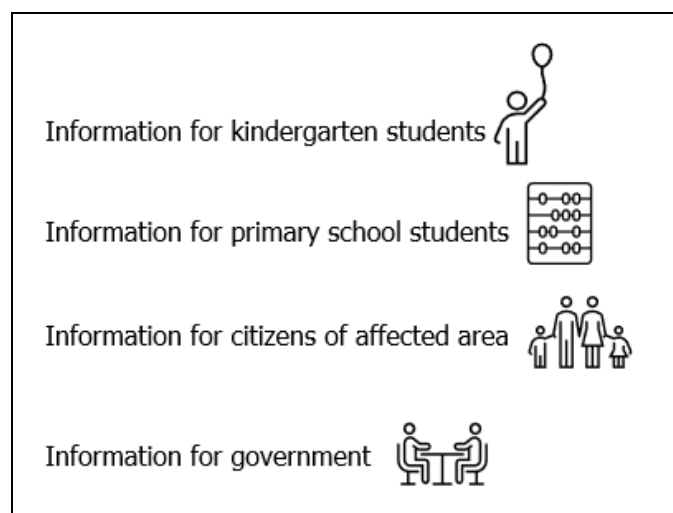 Information for kindergarten students
Information for primary school students
Information for citizens of affected area
Information for government